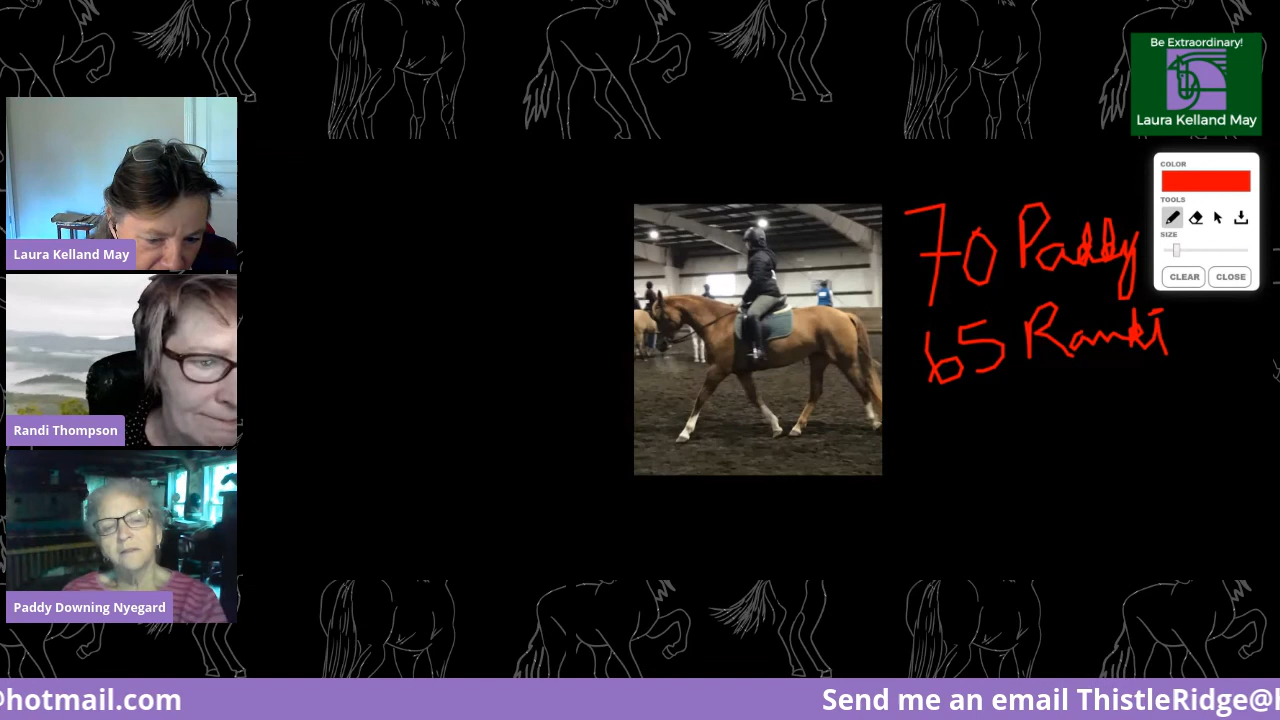 Be Extraordinary!
Laura Kelland May
COLOR
TOOLS
SIZE
CLEAR CLOSE
70 Paddy
65 Randi
Laura Kelland May
Randi Thompson
Paddy Downing Nyegard
@hotmail.com Send me an email ThistleRidge@h